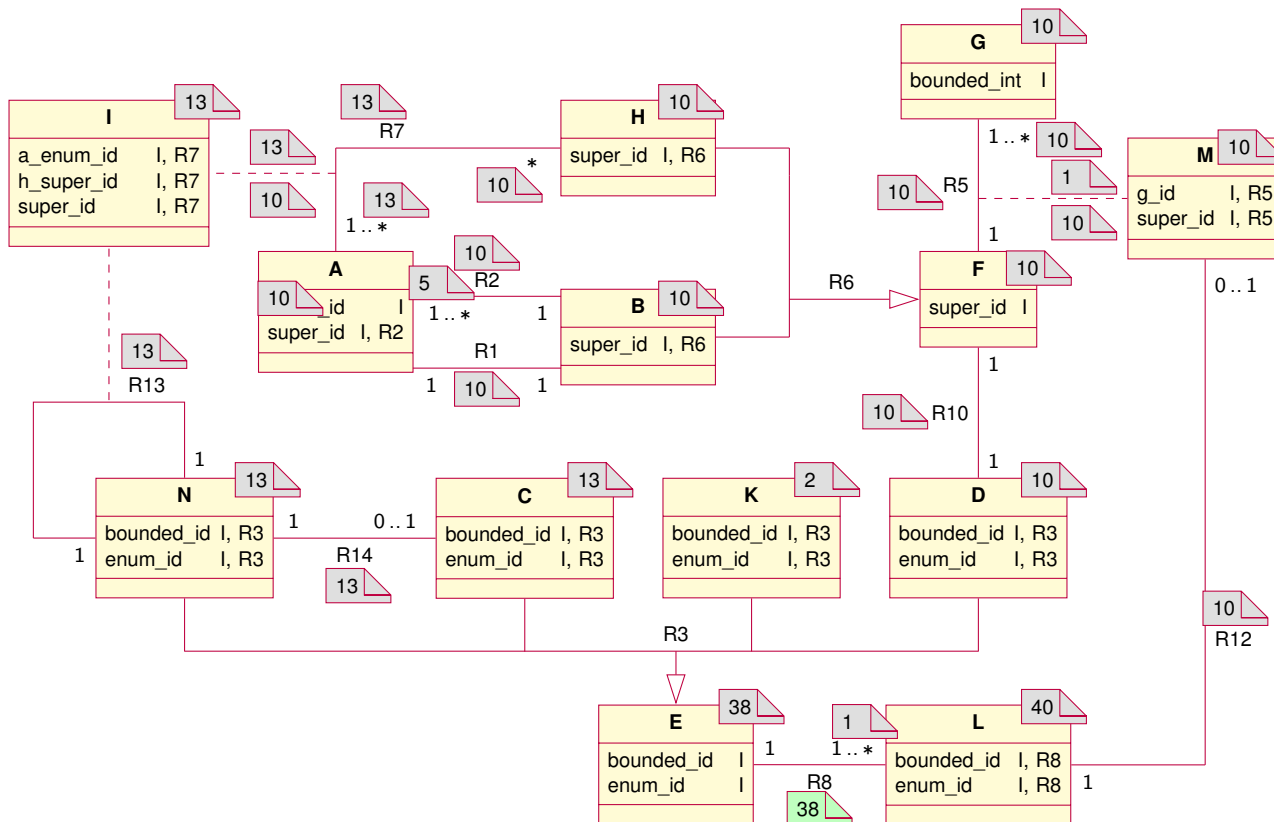 10
G
bounded_int I
13
I
a_enum_id I, R7
h_super_id I, R7
super_id I, R7
13
R7
13
10
13
1 .. *
10
H
super_id I, R6
*
10
1 .. *
10
10
R5
1
10
1
10
M
g_id I, R5
super_id I, R5
0 .. 1
A
10
_id I
super_id I, R2
10
R2
5
1 .. *
1
R1
1
10
1
10
B
super_id I, R6
R6
10
F
super_id I
1
10
R10
1
13
R13
1
1
13
N
bounded_id I, R3
enum_id I, R3
1
0 .. 1
R14
13
13
C
bounded_id I, R3
enum_id I, R3
2
K
bounded_id I, R3
enum_id I, R3
10
D
bounded_id I, R3
enum_id I, R3
10
R12
R3
38
E
bounded_id I
enum_id I
1
1
1 .. *
R8
38
40
L
bounded_id I, R8
enum_id I, R8
1